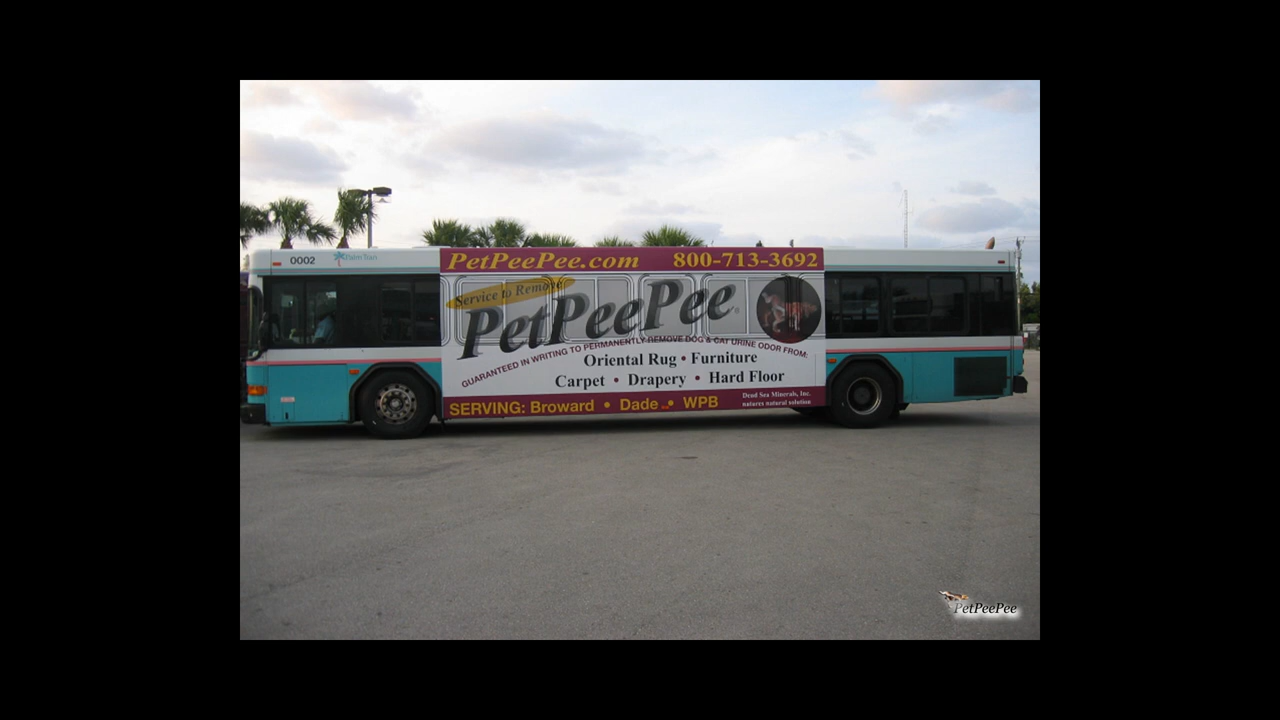 0002 Palm Tran
PetPeePee.com 800-713-3692
Service to Remove
PetPeePee®
GUARANTEED IN WRITING TO PERMANENTLY REMOVE DOG & CAT URINE ODOR FROM:
Oriental Rug • Furniture
Carpet • Drapery • Hard Floor
SERVING: Broward • Dade • WPB
Dead Sea Minerals, Inc.
natures natural solution
PetPeePee